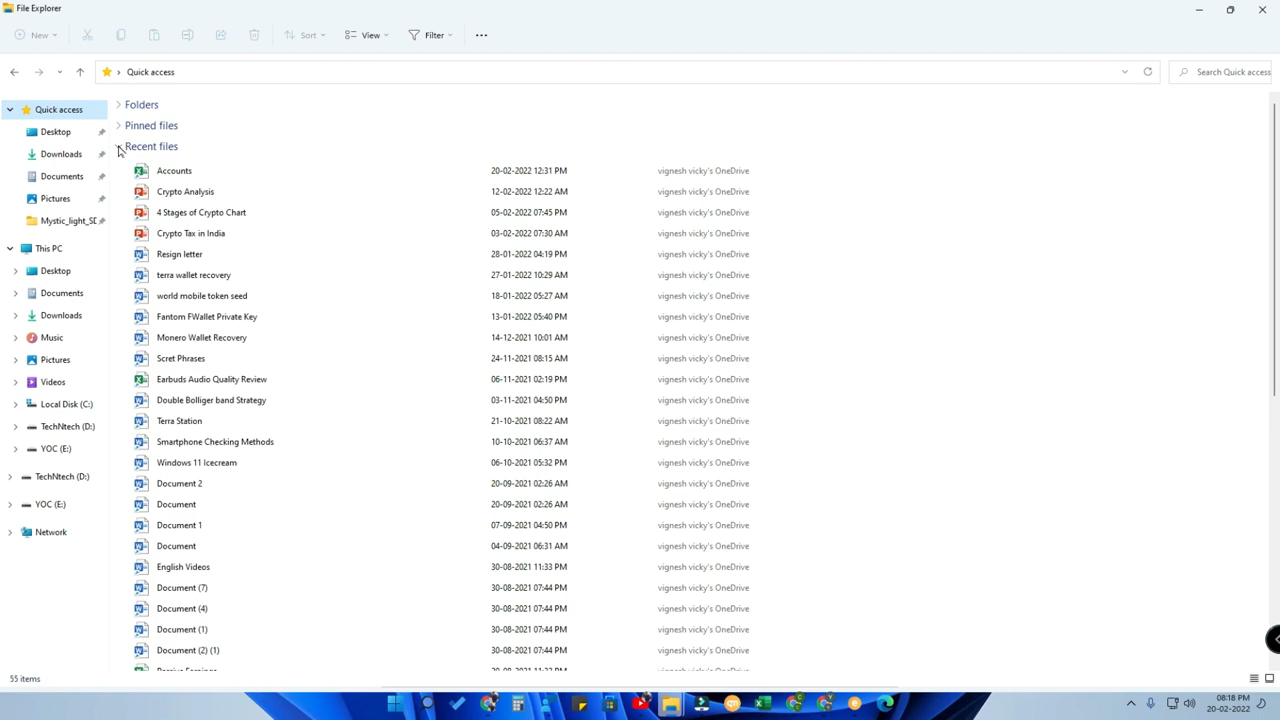 File Explorer
New Sort View Filter
Quick access Search Quick access
Quick access
Desktop
Downloads
Documents
Pictures
Mystic_light_SD
This PC
Desktop
Documents
Downloads
Music
Pictures
Videos
Local Disk (C:)
TechNtech (D:)
YOC (E:)
TechNtech (D:)
YOC (E:)
Network
Folders
Pinned files
Recent files
Accounts 20-02-2022 12:31 PM vignesh vicky's OneDrive
Crypto Analysis 12-02-2022 12:22 AM vignesh vicky's OneDrive
4 Stages of Crypto Chart 05-02-2022 07:45 PM vignesh vicky's OneDrive
Crypto Tax in India 03-02-2022 07:30 AM vignesh vicky's OneDrive
Resign letter 28-01-2022 04:19 PM vignesh vicky's OneDrive
terra wallet recovery 27-01-2022 10:29 AM vignesh vicky's OneDrive
world mobile token seed 18-01-2022 05:27 AM vignesh vicky's OneDrive
Fantom FWallet Private Key 13-01-2022 05:40 PM vignesh vicky's OneDrive
Monero Wallet Recovery 14-12-2021 10:01 AM vignesh vicky's OneDrive
Scret Phrases 24-11-2021 08:15 AM vignesh vicky's OneDrive
Earbuds Audio Quality Review 06-11-2021 02:19 PM vignesh vicky's OneDrive
Double Bolliger band Strategy 03-11-2021 04:50 PM vignesh vicky's OneDrive
Terra Station 21-10-2021 08:22 AM vignesh vicky's OneDrive
Smartphone Checking Methods 10-10-2021 06:37 AM vignesh vicky's OneDrive
Windows 11 Icecream 06-10-2021 05:32 PM vignesh vicky's OneDrive
Document 2 20-09-2021 02:26 AM vignesh vicky's OneDrive
Document 20-09-2021 02:26 AM vignesh vicky's OneDrive
Document 1 07-09-2021 04:50 PM vignesh vicky's OneDrive
Document 04-09-2021 06:31 AM vignesh vicky's OneDrive
English Videos 30-08-2021 11:33 PM vignesh vicky's OneDrive
Document (7) 30-08-2021 07:44 PM vignesh vicky's OneDrive
Document (4) 30-08-2021 07:44 PM vignesh vicky's OneDrive
Document (1) 30-08-2021 07:44 PM vignesh vicky's OneDrive
Document (2) (1) 30-08-2021 07:44 PM vignesh vicky's OneDrive
55 items
08:18 PM
20-02-2022